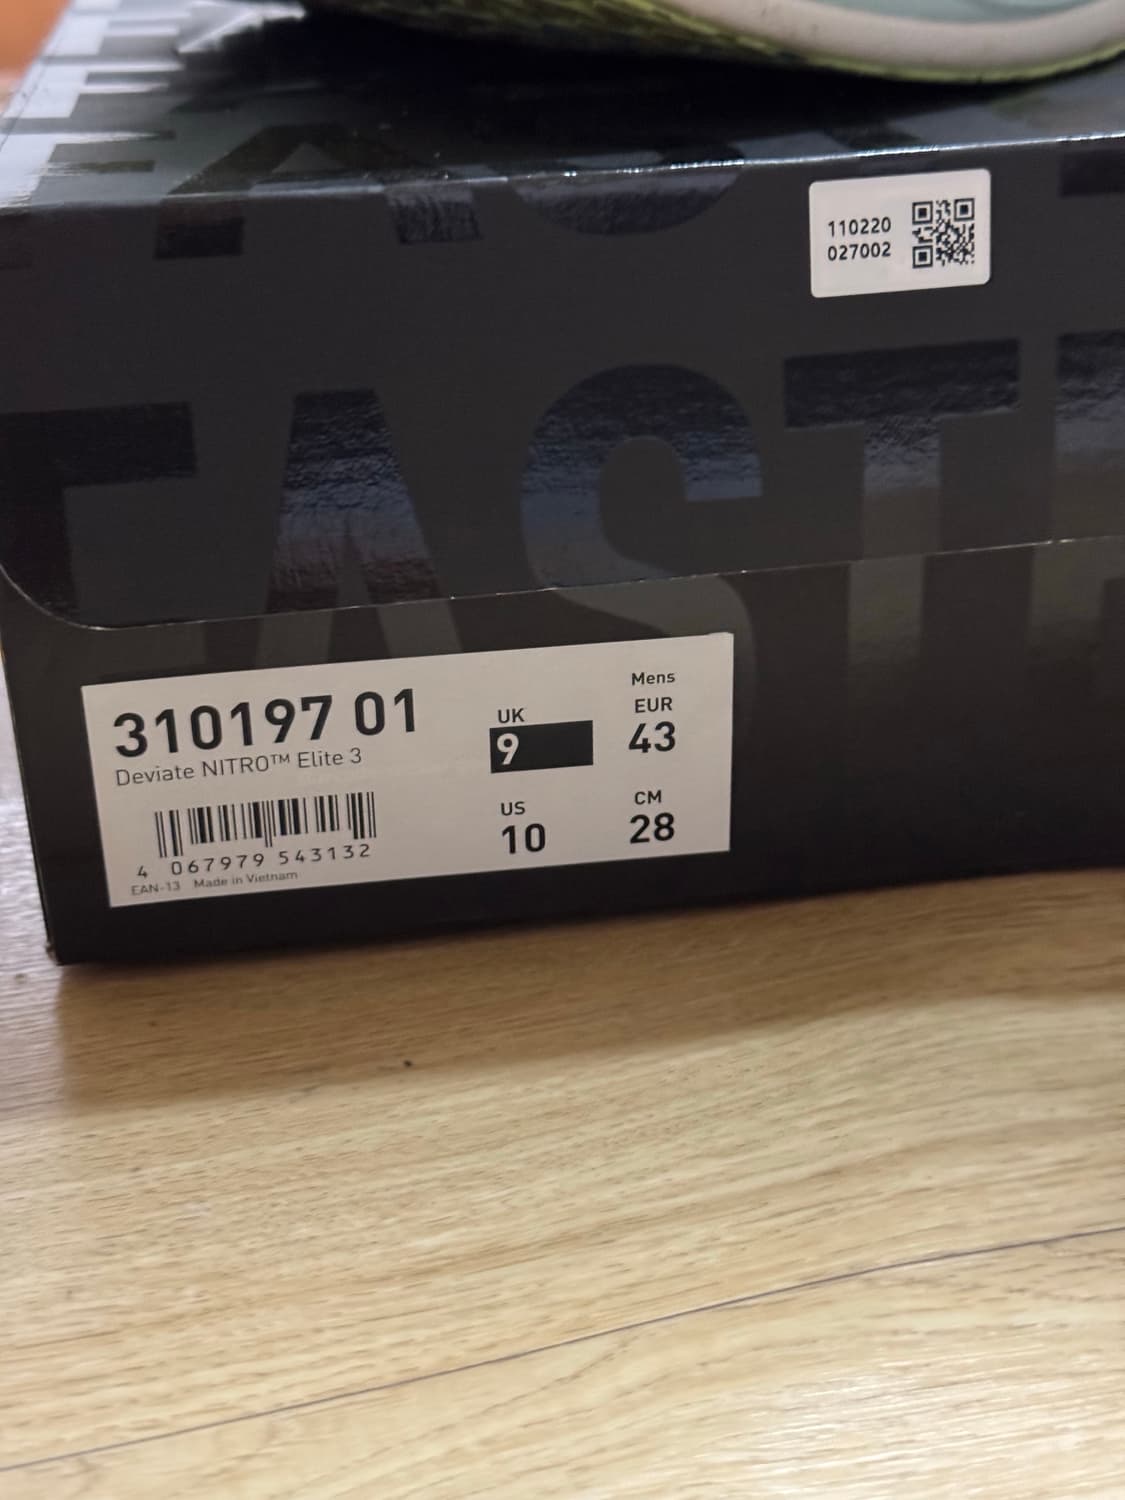 110220
027002
FASTE
310197 01
Deviate NITRO™ Elite 3
4 067979 543132
EAN-13 Made in Vietnam
UK
9
US
10
Mens
EUR
43
CM
28